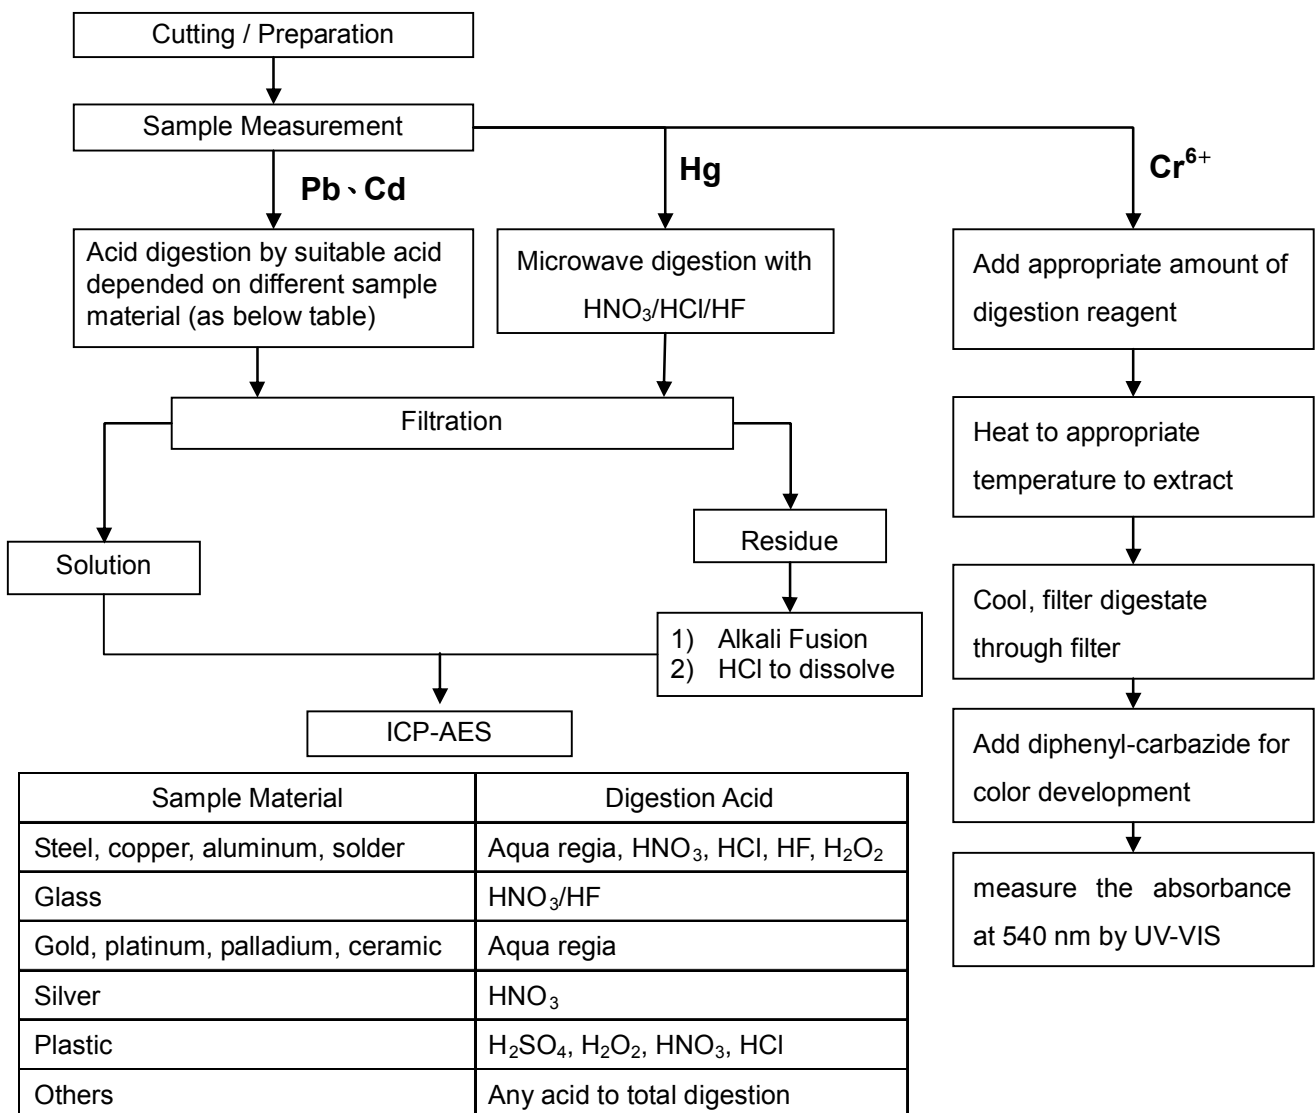 Cutting / Preparation
Sample Measurement
Pb、Cd
Hg
Cr⁶⁺
Acid digestion by suitable acid
depended on different sample
material (as below table)
Microwave digestion with
HNO₃/HCl/HF
Add appropriate amount of
digestion reagent
Filtration
Heat to appropriate
temperature to extract
Solution
Residue
Cool, filter digestate
through filter
1) Alkali Fusion
2) HCl to dissolve
ICP-AES
Add diphenyl-carbazide for
color development
measure the absorbance
at 540 nm by UV-VIS
Sample Material Digestion Acid
Steel, copper, aluminum, solder Aqua regia, HNO₃, HCl, HF, H₂O₂
Glass HNO₃/HF
Gold, platinum, palladium, ceramic Aqua regia
Silver HNO₃
Plastic H₂SO₄, H₂O₂, HNO₃, HCl
Others Any acid to total digestion